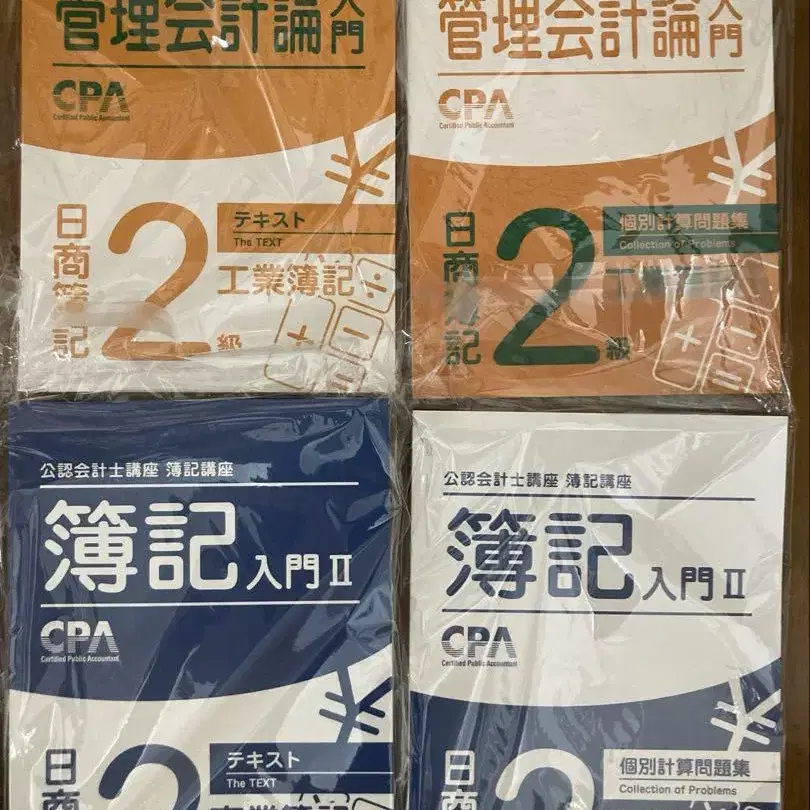 管理会計論入門
CPA
Certified Public Accountant
日商簿記2級
テキスト
The TEXT
工業簿記
管理会計論入門
CPA
Certified Public Accountant
日商簿記2級
個別計算問題集
Collection of Problems
公認会計士講座 簿記講座
簿記入門II
CPA
Certified Public Accountant
日商
2
テキスト
The TEXT
公認会計士講座 簿記講座
簿記入門II
CPA
Certified Public Accountant
日商
個別計算問題集
Collection of Problems